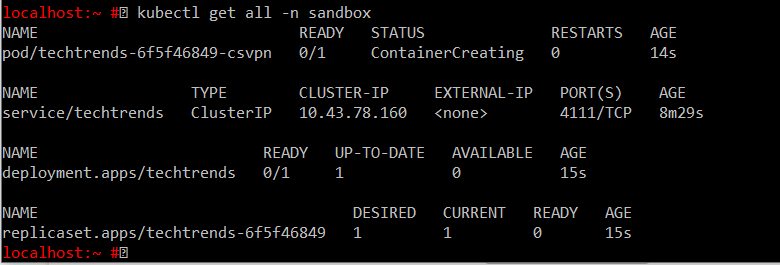 localhost:~ # kubectl get all -n sandbox
NAME READY STATUS RESTARTS AGE
pod/techtrends-6f5f46849-csvpn 0/1 ContainerCreating 0 14s
NAME TYPE CLUSTER-IP EXTERNAL-IP PORT(S) AGE
service/techtrends ClusterIP 10.43.78.160 <none> 4111/TCP 8m29s
NAME READY UP-TO-DATE AVAILABLE AGE
deployment.apps/techtrends 0/1 1 0 15s
NAME DESIRED CURRENT READY AGE
replicaset.apps/techtrends-6f5f46849 1 1 0 15s
localhost:~ #